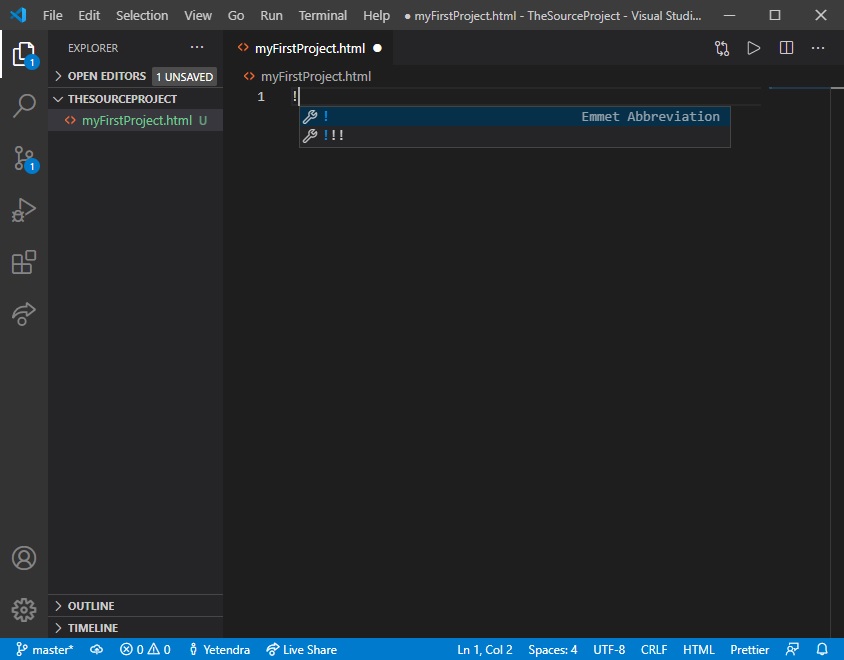 File Edit Selection View Go Run Terminal Help ● myFirstProject.html - TheSourceProject - Visual Studi...
EXPLORER ...
OPEN EDITORS 1 UNSAVED
THESOURCEPROJECT
myFirstProject.html U
OUTLINE
TIMELINE
1
1
myFirstProject.html ●
myFirstProject.html
1 !
! Emmet Abbreviation
!!!
master* 0 0 Yetendra Live Share Ln 1, Col 2 Spaces: 4 UTF-8 CRLF HTML Prettier